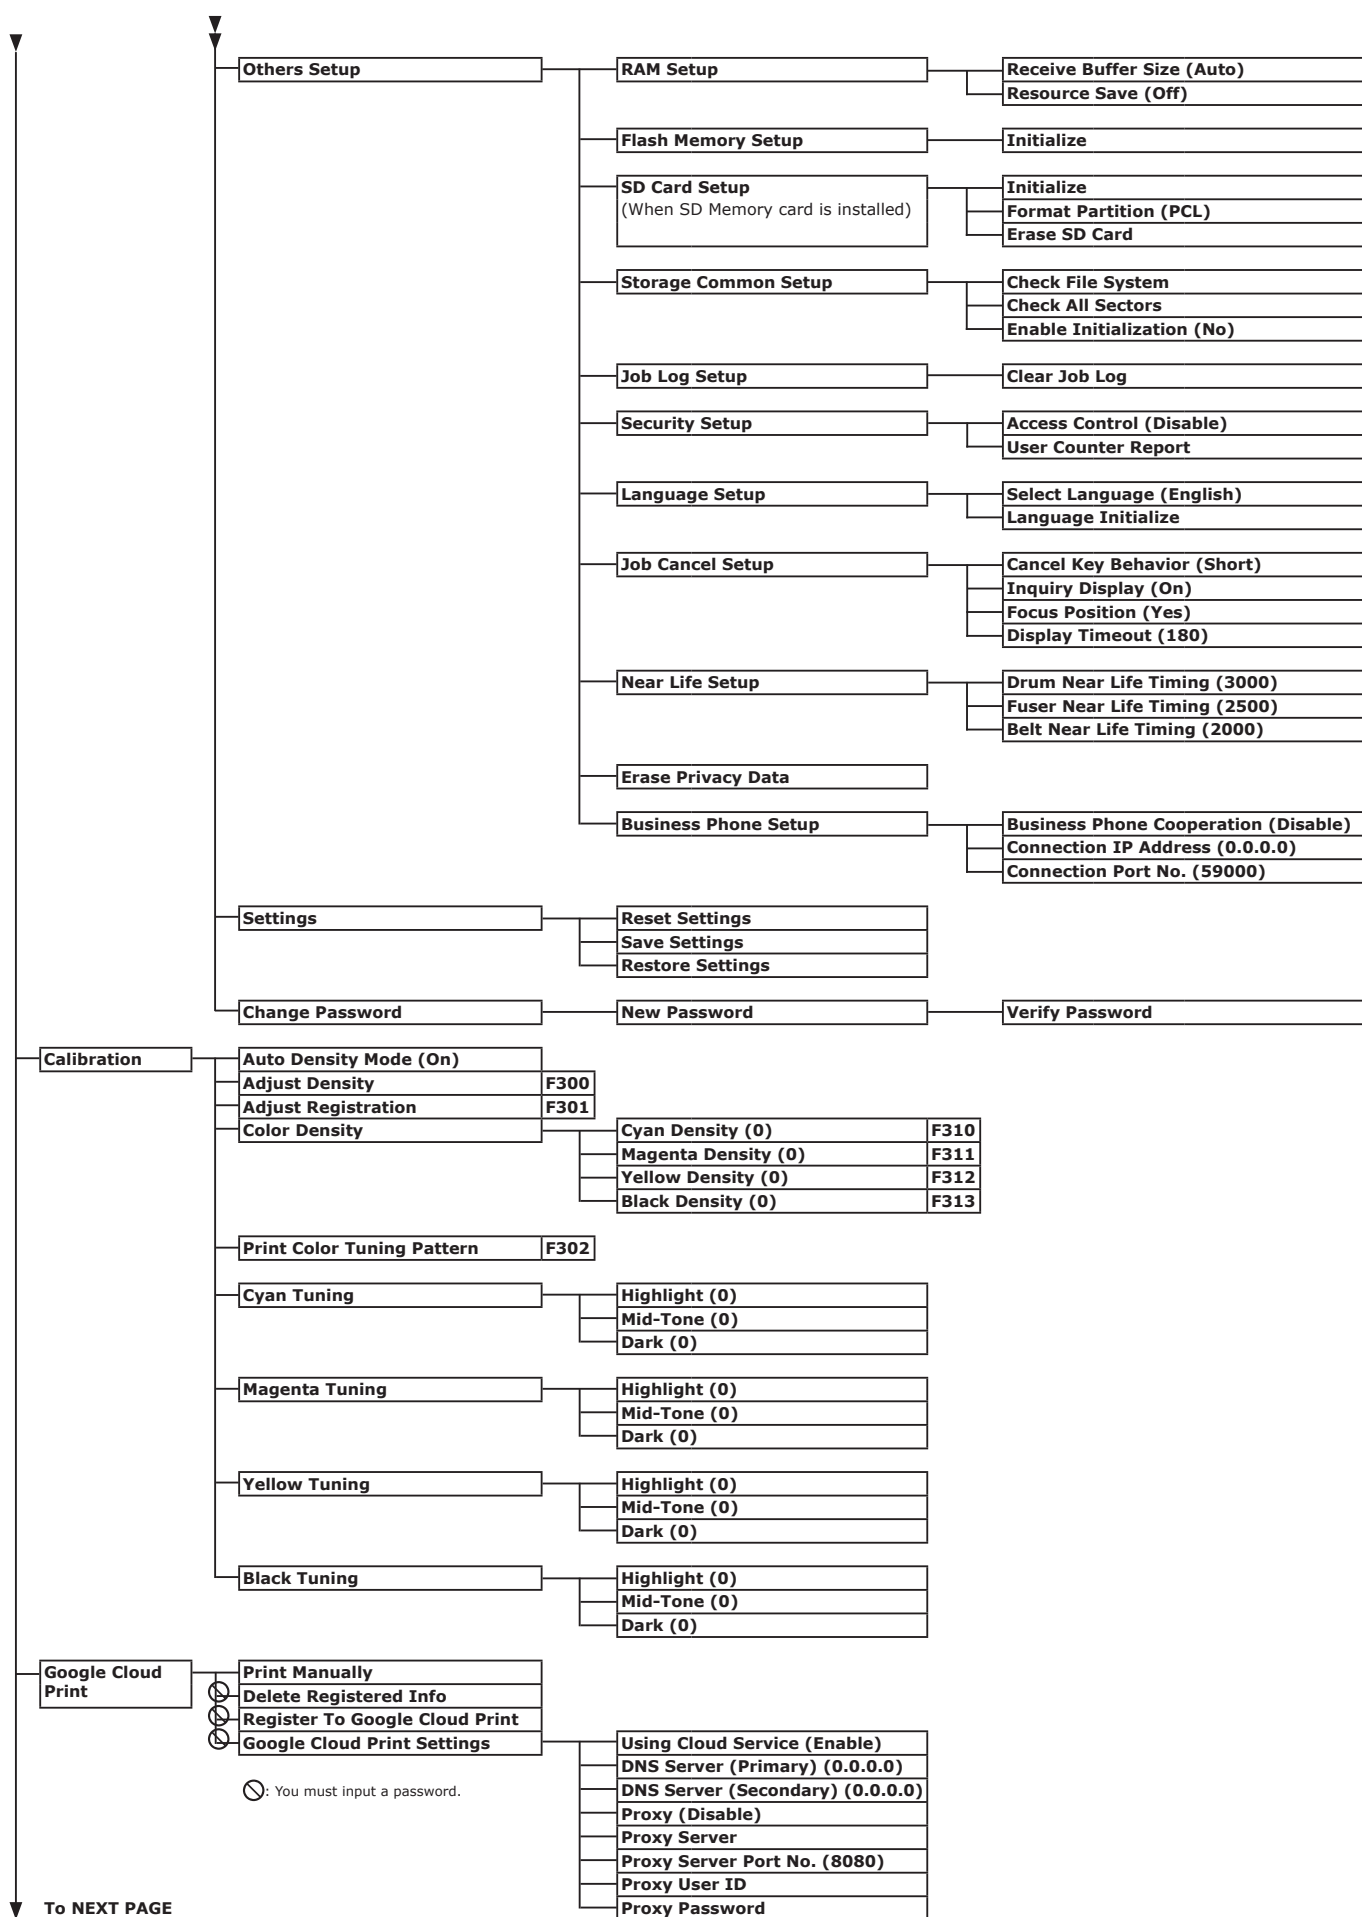 Others Setup
RAM Setup
Receive Buffer Size (Auto)
Resource Save (Off)
Flash Memory Setup
Initialize
SD Card Setup
(When SD Memory card is installed)
Initialize
Format Partition (PCL)
Erase SD Card
Storage Common Setup
Check File System
Check All Sectors
Enable Initialization (No)
Job Log Setup
Clear Job Log
Security Setup
Access Control (Disable)
User Counter Report
Language Setup
Select Language (English)
Language Initialize
Job Cancel Setup
Cancel Key Behavior (Short)
Inquiry Display (On)
Focus Position (Yes)
Display Timeout (180)
Near Life Setup
Drum Near Life Timing (3000)
Fuser Near Life Timing (2500)
Belt Near Life Timing (2000)
Erase Privacy Data
Business Phone Setup
Business Phone Cooperation (Disable)
Connection IP Address (0.0.0.0)
Connection Port No. (59000)
Settings
Reset Settings
Save Settings
Restore Settings
Change Password
New Password
Verify Password
Calibration
Auto Density Mode (On)
Adjust Density F300
Adjust Registration F301
Color Density
Cyan Density (0) F310
Magenta Density (0) F311
Yellow Density (0) F312
Black Density (0) F313
Print Color Tuning Pattern F302
Cyan Tuning
Highlight (0)
Mid-Tone (0)
Dark (0)
Magenta Tuning
Highlight (0)
Mid-Tone (0)
Dark (0)
Yellow Tuning
Highlight (0)
Mid-Tone (0)
Dark (0)
Black Tuning
Highlight (0)
Mid-Tone (0)
Dark (0)
Google Cloud
Print
Print Manually
Delete Registered Info
Register To Google Cloud Print
Google Cloud Print Settings
Using Cloud Service (Enable)
DNS Server (Primary) (0.0.0.0)
DNS Server (Secondary) (0.0.0.0)
Proxy (Disable)
Proxy Server
Proxy Server Port No. (8080)
Proxy User ID
Proxy Password
: You must input a password.
To NEXT PAGE